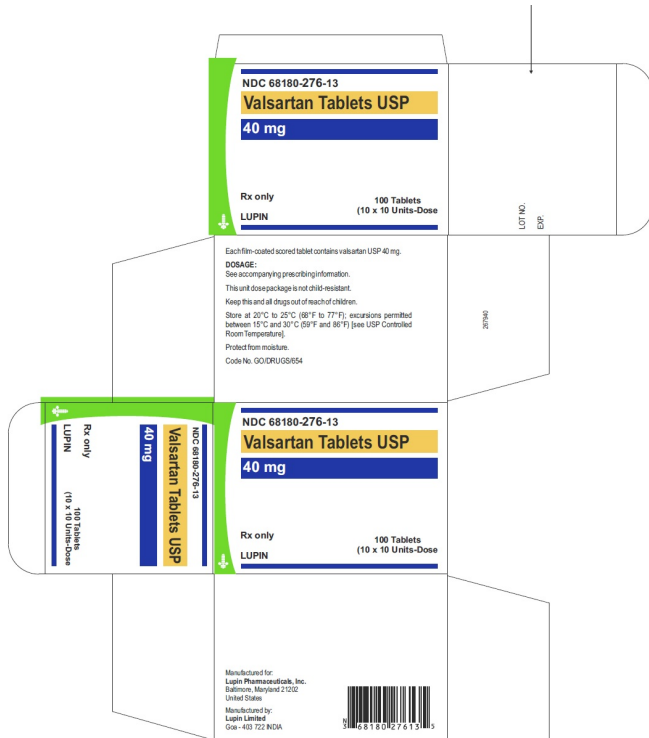 NDC 68180-276-13
Valsartan Tablets USP
40 mg
Rx only
100 Tablets
LUPIN
(10 x 10 Units-Dose
LOT NO.
EXP.
Each film-coated scored tablet contains valsartan USP 40 mg.
DOSAGE:
See accompanying prescribing information.
This unit dose package is not child-resistant.
Keep this and all drugs out of reach of children.
Store at 20°C to 25°C (68°F to 77°F); excursions permitted
between 15°C and 30°C (59°F and 86°F) [see USP Controlled
Room Temperature].
Protect from moisture.
Code No. GO/DRUGS/654
267940
NDC 68180-276-13
Valsartan Tablets USP
40 mg
Rx only
LUPIN
100 Tablets
(10 x 10 Units-Dose
NDC 68180-276-13
Valsartan Tablets USP
40 mg
Rx only
100 Tablets
LUPIN
(10 x 10 Units-Dose
Manufactured for:
Lupin Pharmaceuticals, Inc.
Baltimore, Maryland 21202
United States
Manufactured by:
Lupin Limited
Goa - 403 722 INDIA
N
3 68180 27613 5